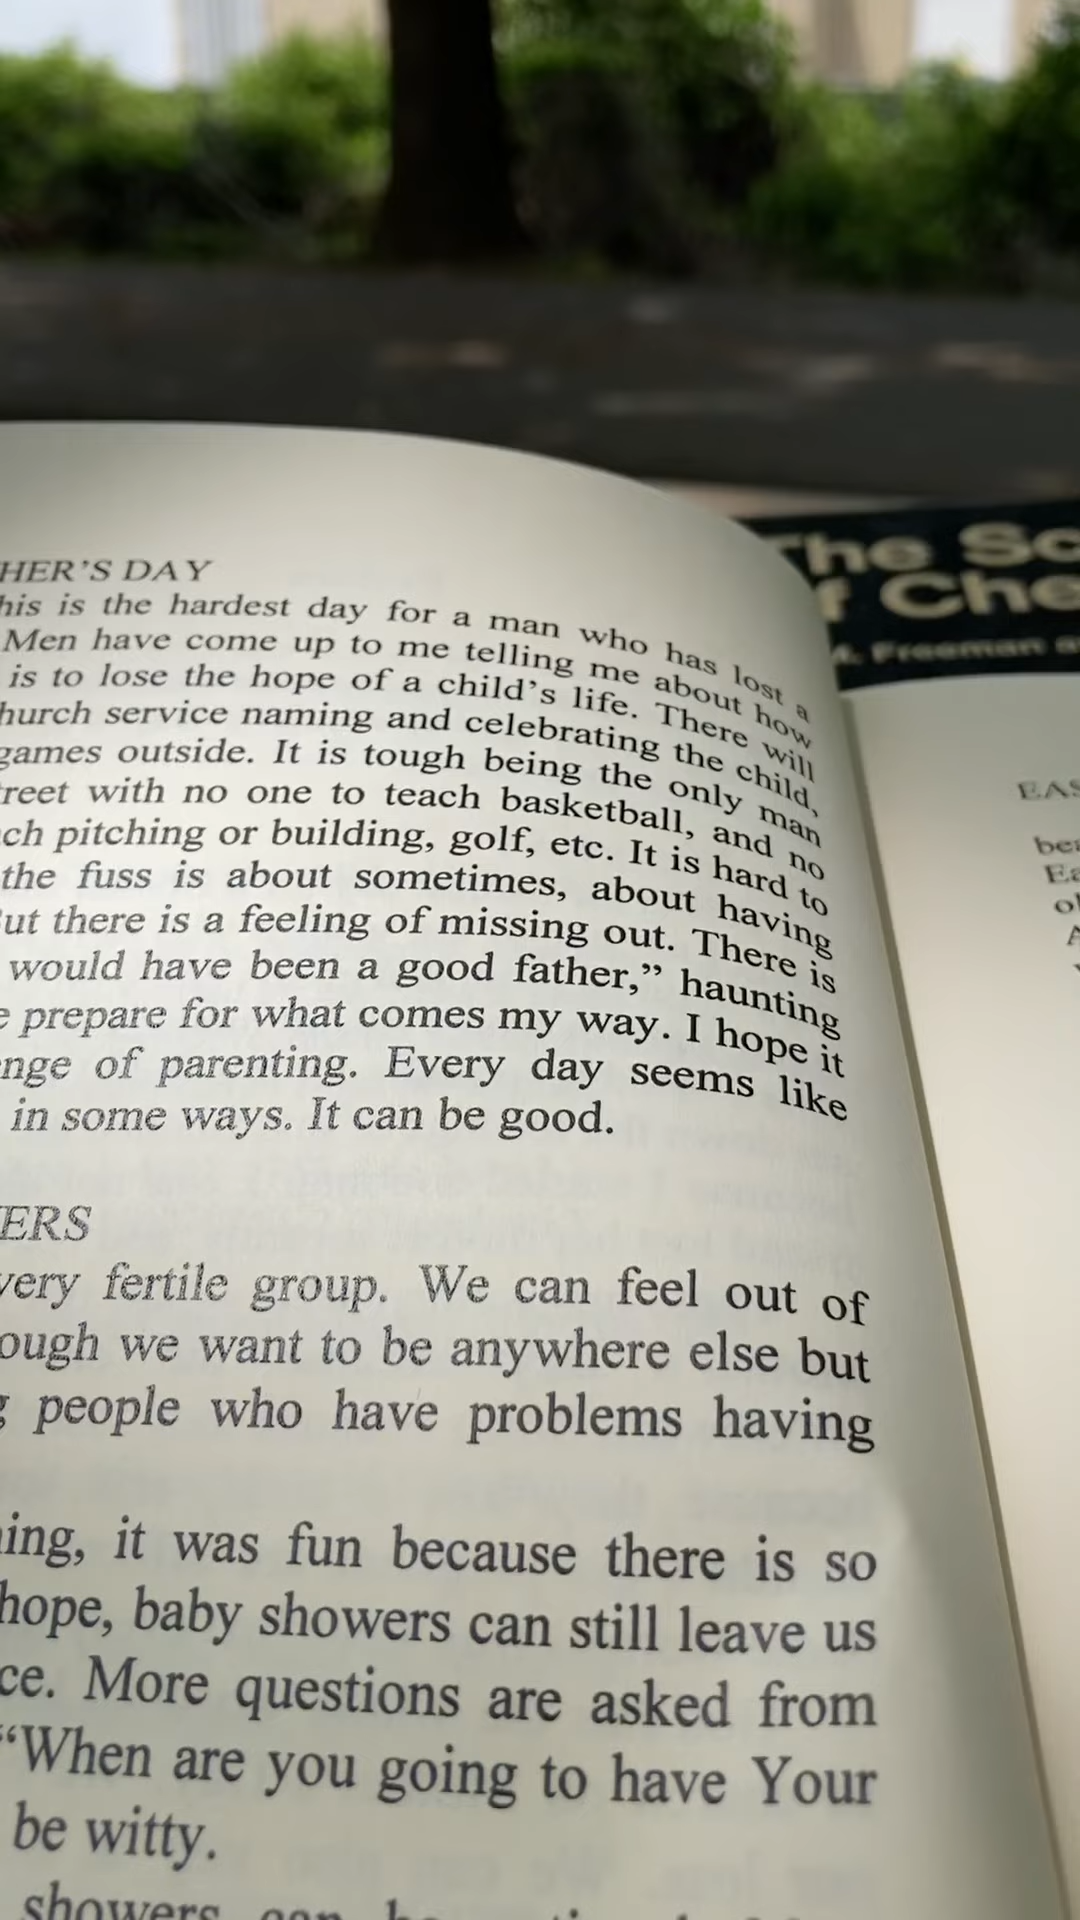 HER'S DAY
his is the hardest day for a man who has lost a
Men have come up to me telling me about how
is to lose the hope of a child's life. There will
hurch service naming and celebrating the child,
games outside. It is tough being the only man
reet with no one to teach basketball, and no
ch pitching or building, golf, etc. It is hard to
the fuss is about sometimes, about having
ut there is a feeling of missing out. There is
would have been a good father,” haunting
e prepare for what comes my way. I hope it
nge of parenting. Every day seems like
in some ways. It can be good.
ERS
very fertile group. We can feel out of
ough we want to be anywhere else but
g people who have problems having
ing, it was fun because there is so
hope, baby showers can still leave us
ce. More questions are asked from
“When are you going to have Your
be witty.
showers can be
The Sc
f Che
. Freeman a
EAS
bea
Ea
ol
A